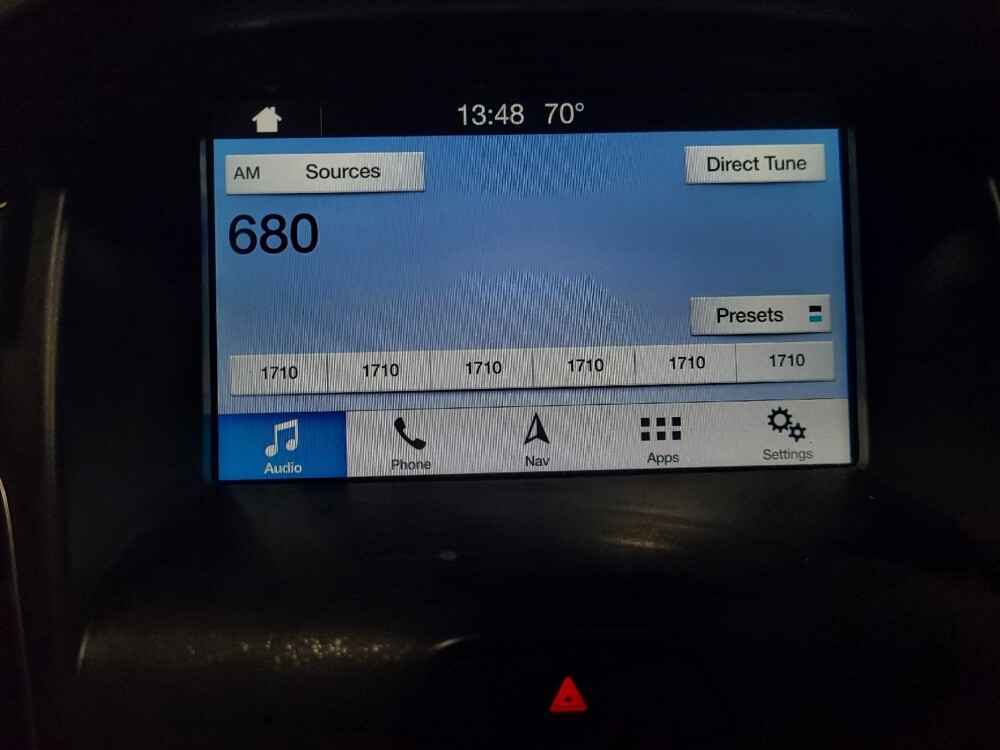 13:48 70°
AM Sources Direct Tune
680
Presets
1710 1710 1710 1710 1710 1710
Audio Phone Nav Apps Settings